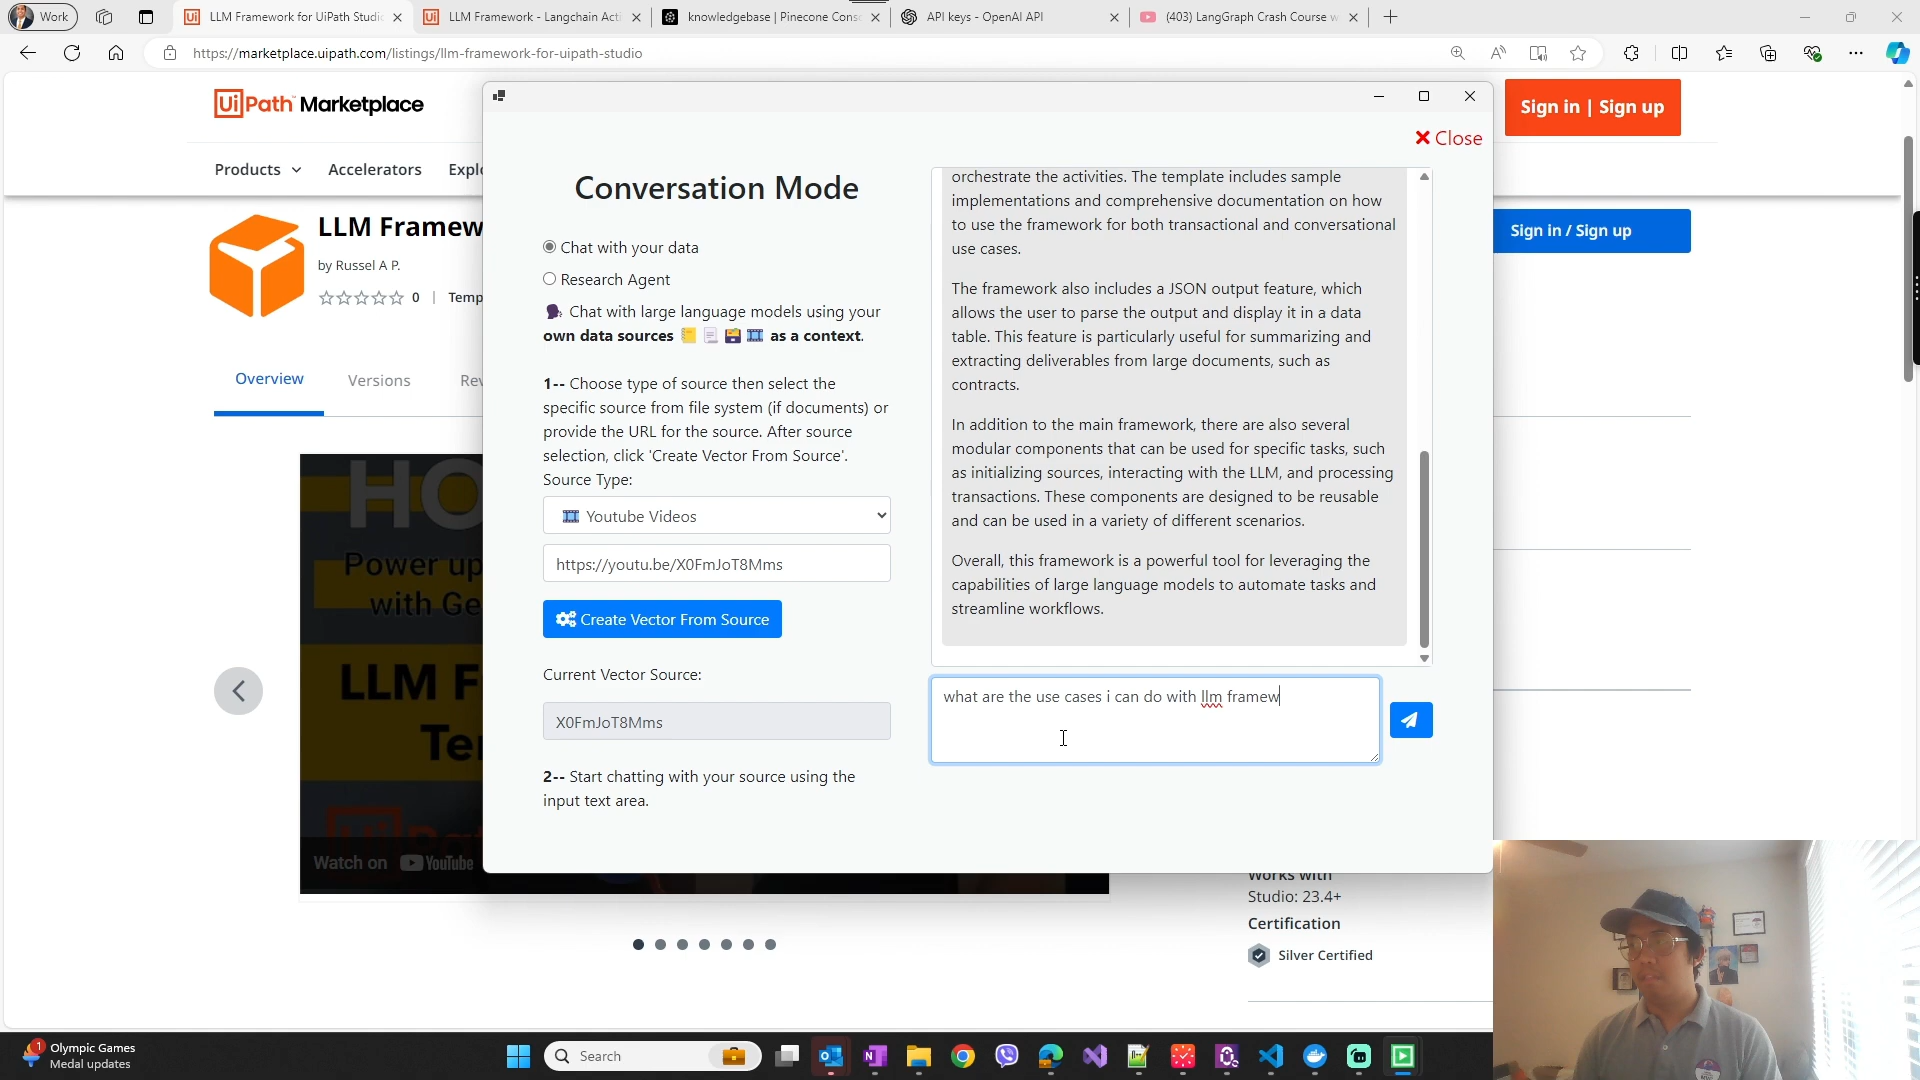 Work
LLM Framework for UiPath Studio
LLM Framework - Langchain Acti
knowledgebase | Pinecone Conso
API keys - OpenAI API
(403) LangGraph Crash Course w
https://marketplace.uipath.com/listings/llm-framework-for-uipath-studio
UiPath Marketplace
Sign in | Sign up
Products
Accelerators
Explo
LLM Framew
by Russel A P.
0 | Temp
Sign in / Sign up
Overview
Versions
Rev
HO
Power up
with Ge
LLM F
Te
Watch on YouTube
Close
Conversation Mode
Chat with your data
Research Agent
Chat with large language models using your
own data sources as a context.
1-- Choose type of source then select the
specific source from file system (if documents) or
provide the URL for the source. After source
selection, click 'Create Vector From Source'.
Source Type:
Youtube Videos
https://youtu.be/X0FmJoT8Mms
Create Vector From Source
Current Vector Source:
X0FmJoT8Mms
2-- Start chatting with your source using the
input text area.
orchestrate the activities. The template includes sample
implementations and comprehensive documentation on how
to use the framework for both transactional and conversational
use cases.
The framework also includes a JSON output feature, which
allows the user to parse the output and display it in a data
table. This feature is particularly useful for summarizing and
extracting deliverables from large documents, such as
contracts.
In addition to the main framework, there are also several
modular components that can be used for specific tasks, such
as initializing sources, interacting with the LLM, and processing
transactions. These components are designed to be reusable
and can be used in a variety of different scenarios.
Overall, this framework is a powerful tool for leveraging the
capabilities of large language models to automate tasks and
streamline workflows.
what are the use cases i can do with llm framew
Works with
Studio: 23.4+
Certification
Silver Certified
1
Olympic Games
Medal updates
Search